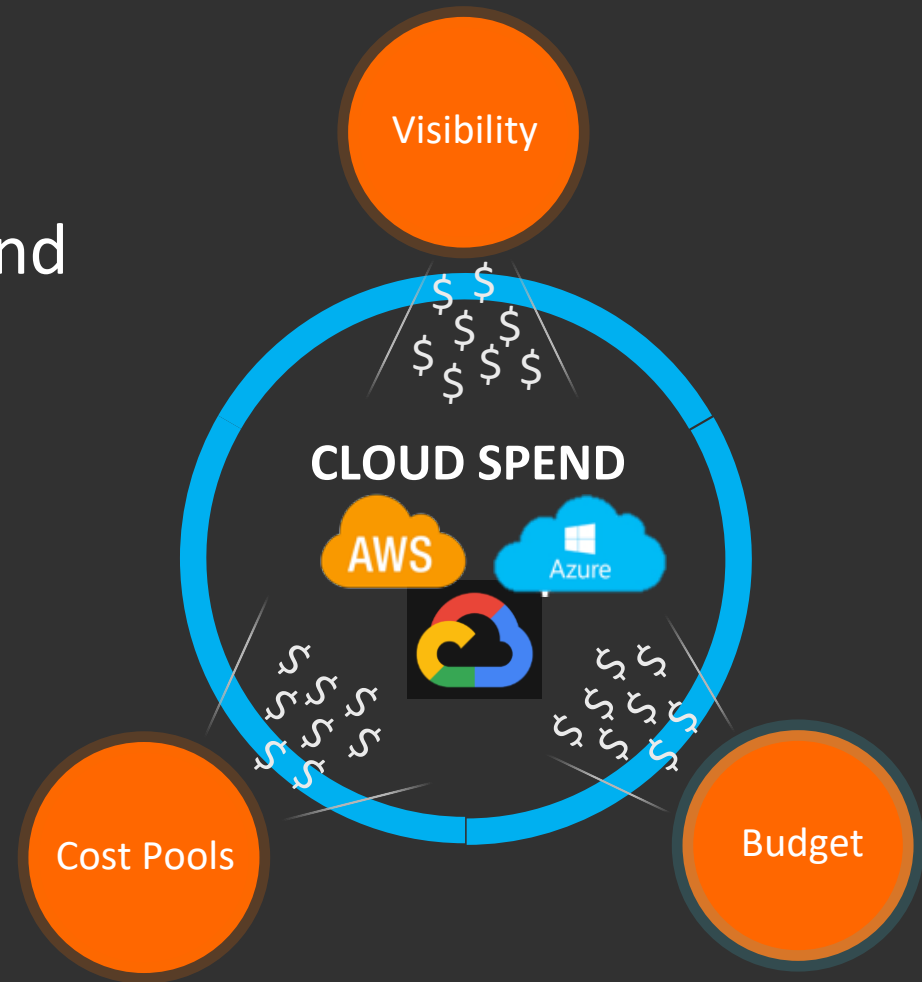 Visibility
nd
$ $
$ $
$ $ $
$
CLOUD SPEND
AWS
Azure
$ $ $
$ $ $
$ $
$ $
$ $ $
$ $ $
Cost Pools
Budget